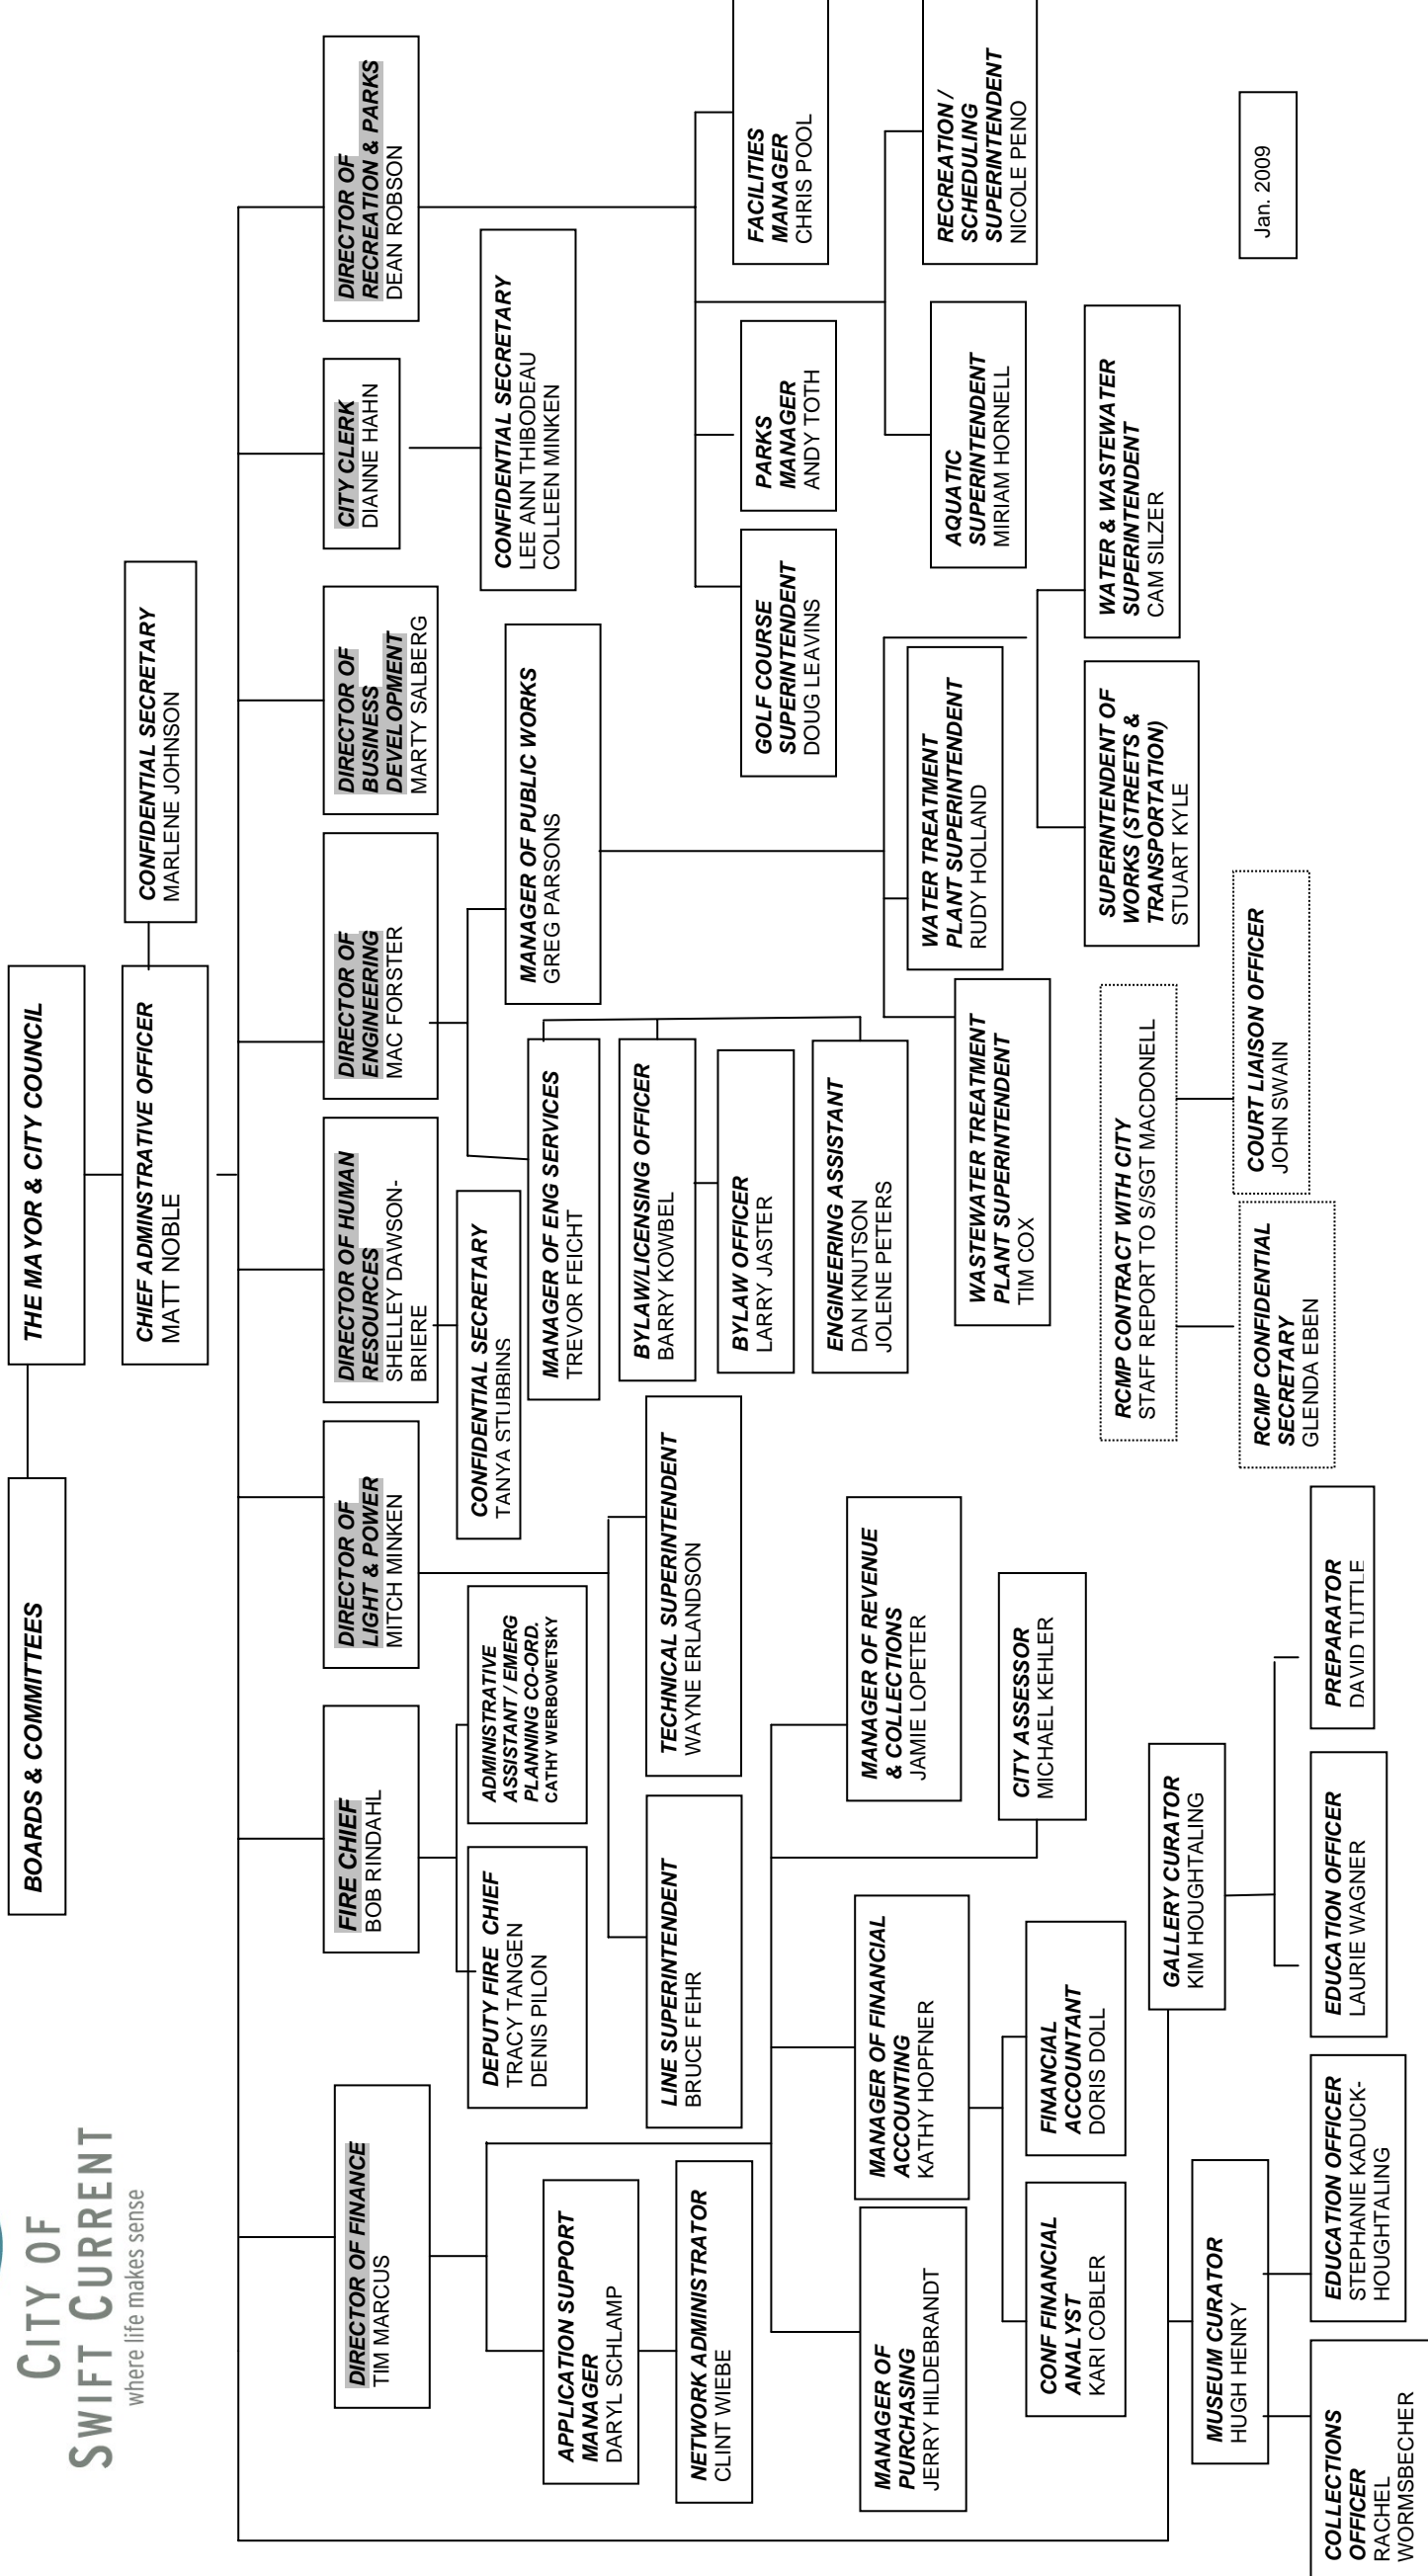 CITY OF
SWIFT CURRENT
where life makes sense
BOARDS & COMMITTEES
THE MAYOR & CITY COUNCIL
CHIEF ADMINSTRATIVE OFFICER
MATT NOBLE
CONFIDENTIAL SECRETARY
MARLENE JOHNSON
DIRECTOR OF FINANCE
TIM MARCUS
FIRE CHIEF
BOB RINDAHL
DIRECTOR OF
LIGHT & POWER
MITCH MINKEN
DIRECTOR OF HUMAN
RESOURCES
SHELLEY DAWSON-
BRIERE
DIRECTOR OF
ENGINEERING
MAC FORSTER
DIRECTOR OF
BUSINESS
DEVELOPMENT
MARTY SALBERG
CITY CLERK
DIANNE HAHN
DIRECTOR OF
RECREATION & PARKS
DEAN ROBSON
DEPUTY FIRE CHIEF
TRACY TANGEN
DENIS PILON
ADMINISTRATIVE
ASSISTANT / EMERG
PLANNING CO-ORD.
CATHY WERBOWETSKY
CONFIDENTIAL SECRETARY
TANYA STUBBINS
MANAGER OF PUBLIC WORKS
GREG PARSONS
CONFIDENTIAL SECRETARY
LEE ANN THIBODEAU
COLLEEN MINKEN
APPLICATION SUPPORT
MANAGER
DARYL SCHLAMP
NETWORK ADMINISTRATOR
CLINT WIEBE
LINE SUPERINTENDENT
BRUCE FEHR
TECHNICAL SUPERINTENDENT
WAYNE ERLANDSON
MANAGER OF ENG SERVICES
TREVOR FEICHT
BYLAW/LICENSING OFFICER
BARRY KOWBEL
BYLAW OFFICER
LARRY JASTER
ENGINEERING ASSISTANT
DAN KNUTSON
JOLENE PETERS
GOLF COURSE
SUPERINTENDENT
DOUG LEAVINS
PARKS
MANAGER
ANDY TOTH
FACILITIES
MANAGER
CHRIS POOL
MANAGER OF
PURCHASING
JERRY HILDEBRANDT
MANAGER OF FINANCIAL
ACCOUNTING
KATHY HOPFNER
MANAGER OF REVENUE
& COLLECTIONS
JAMIE LOPETER
WASTEWATER TREATMENT
PLANT SUPERINTENDENT
TIM COX
WATER TREATMENT
PLANT SUPERINTENDENT
RUDY HOLLAND
AQUATIC
SUPERINTENDENT
MIRIAM HORNELL
RECREATION /
SCHEDULING
SUPERINTENDENT
NICOLE PENO
CONF FINANCIAL
ANALYST
KARI COBLER
FINANCIAL
ACCOUNTANT
DORIS DOLL
CITY ASSESSOR
MICHAEL KEHLER
SUPERINTENDENT OF
WORKS (STREETS &
TRANSPORTATION)
STUART KYLE
WATER & WASTEWATER
SUPERINTENDENT
CAM SILZER
MUSEUM CURATOR
HUGH HENRY
GALLERY CURATOR
KIM HOUGHTALING
RCMP CONTRACT WITH CITY
STAFF REPORT TO S/SGT MACDONELL
RCMP CONFIDENTIAL
SECRETARY
GLENDA EBEN
COURT LIAISON OFFICER
JOHN SWAIN
COLLECTIONS
OFFICER
RACHEL
WORMSBECHER
EDUCATION OFFICER
STEPHANIE KADUCK-
HOUGHTALING
EDUCATION OFFICER
LAURIE WAGNER
PREPARATOR
DAVID TUTTLE
Jan. 2009